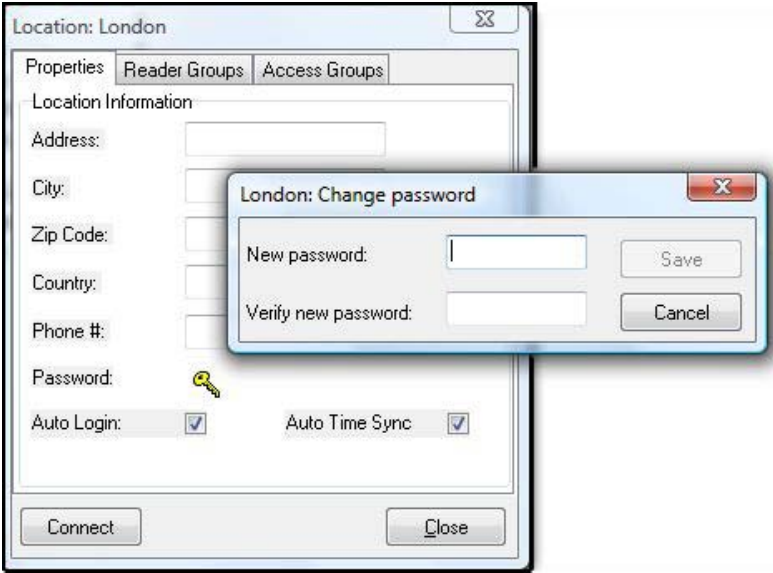 Location: London
Properties Reader Groups Access Groups
Location Information
Address:
City:
Zip Code:
Country:
Phone #:
Password:
Auto Login: Auto Time Sync
Connect Close
London: Change password
New password:
Save
Verify new password:
Cancel